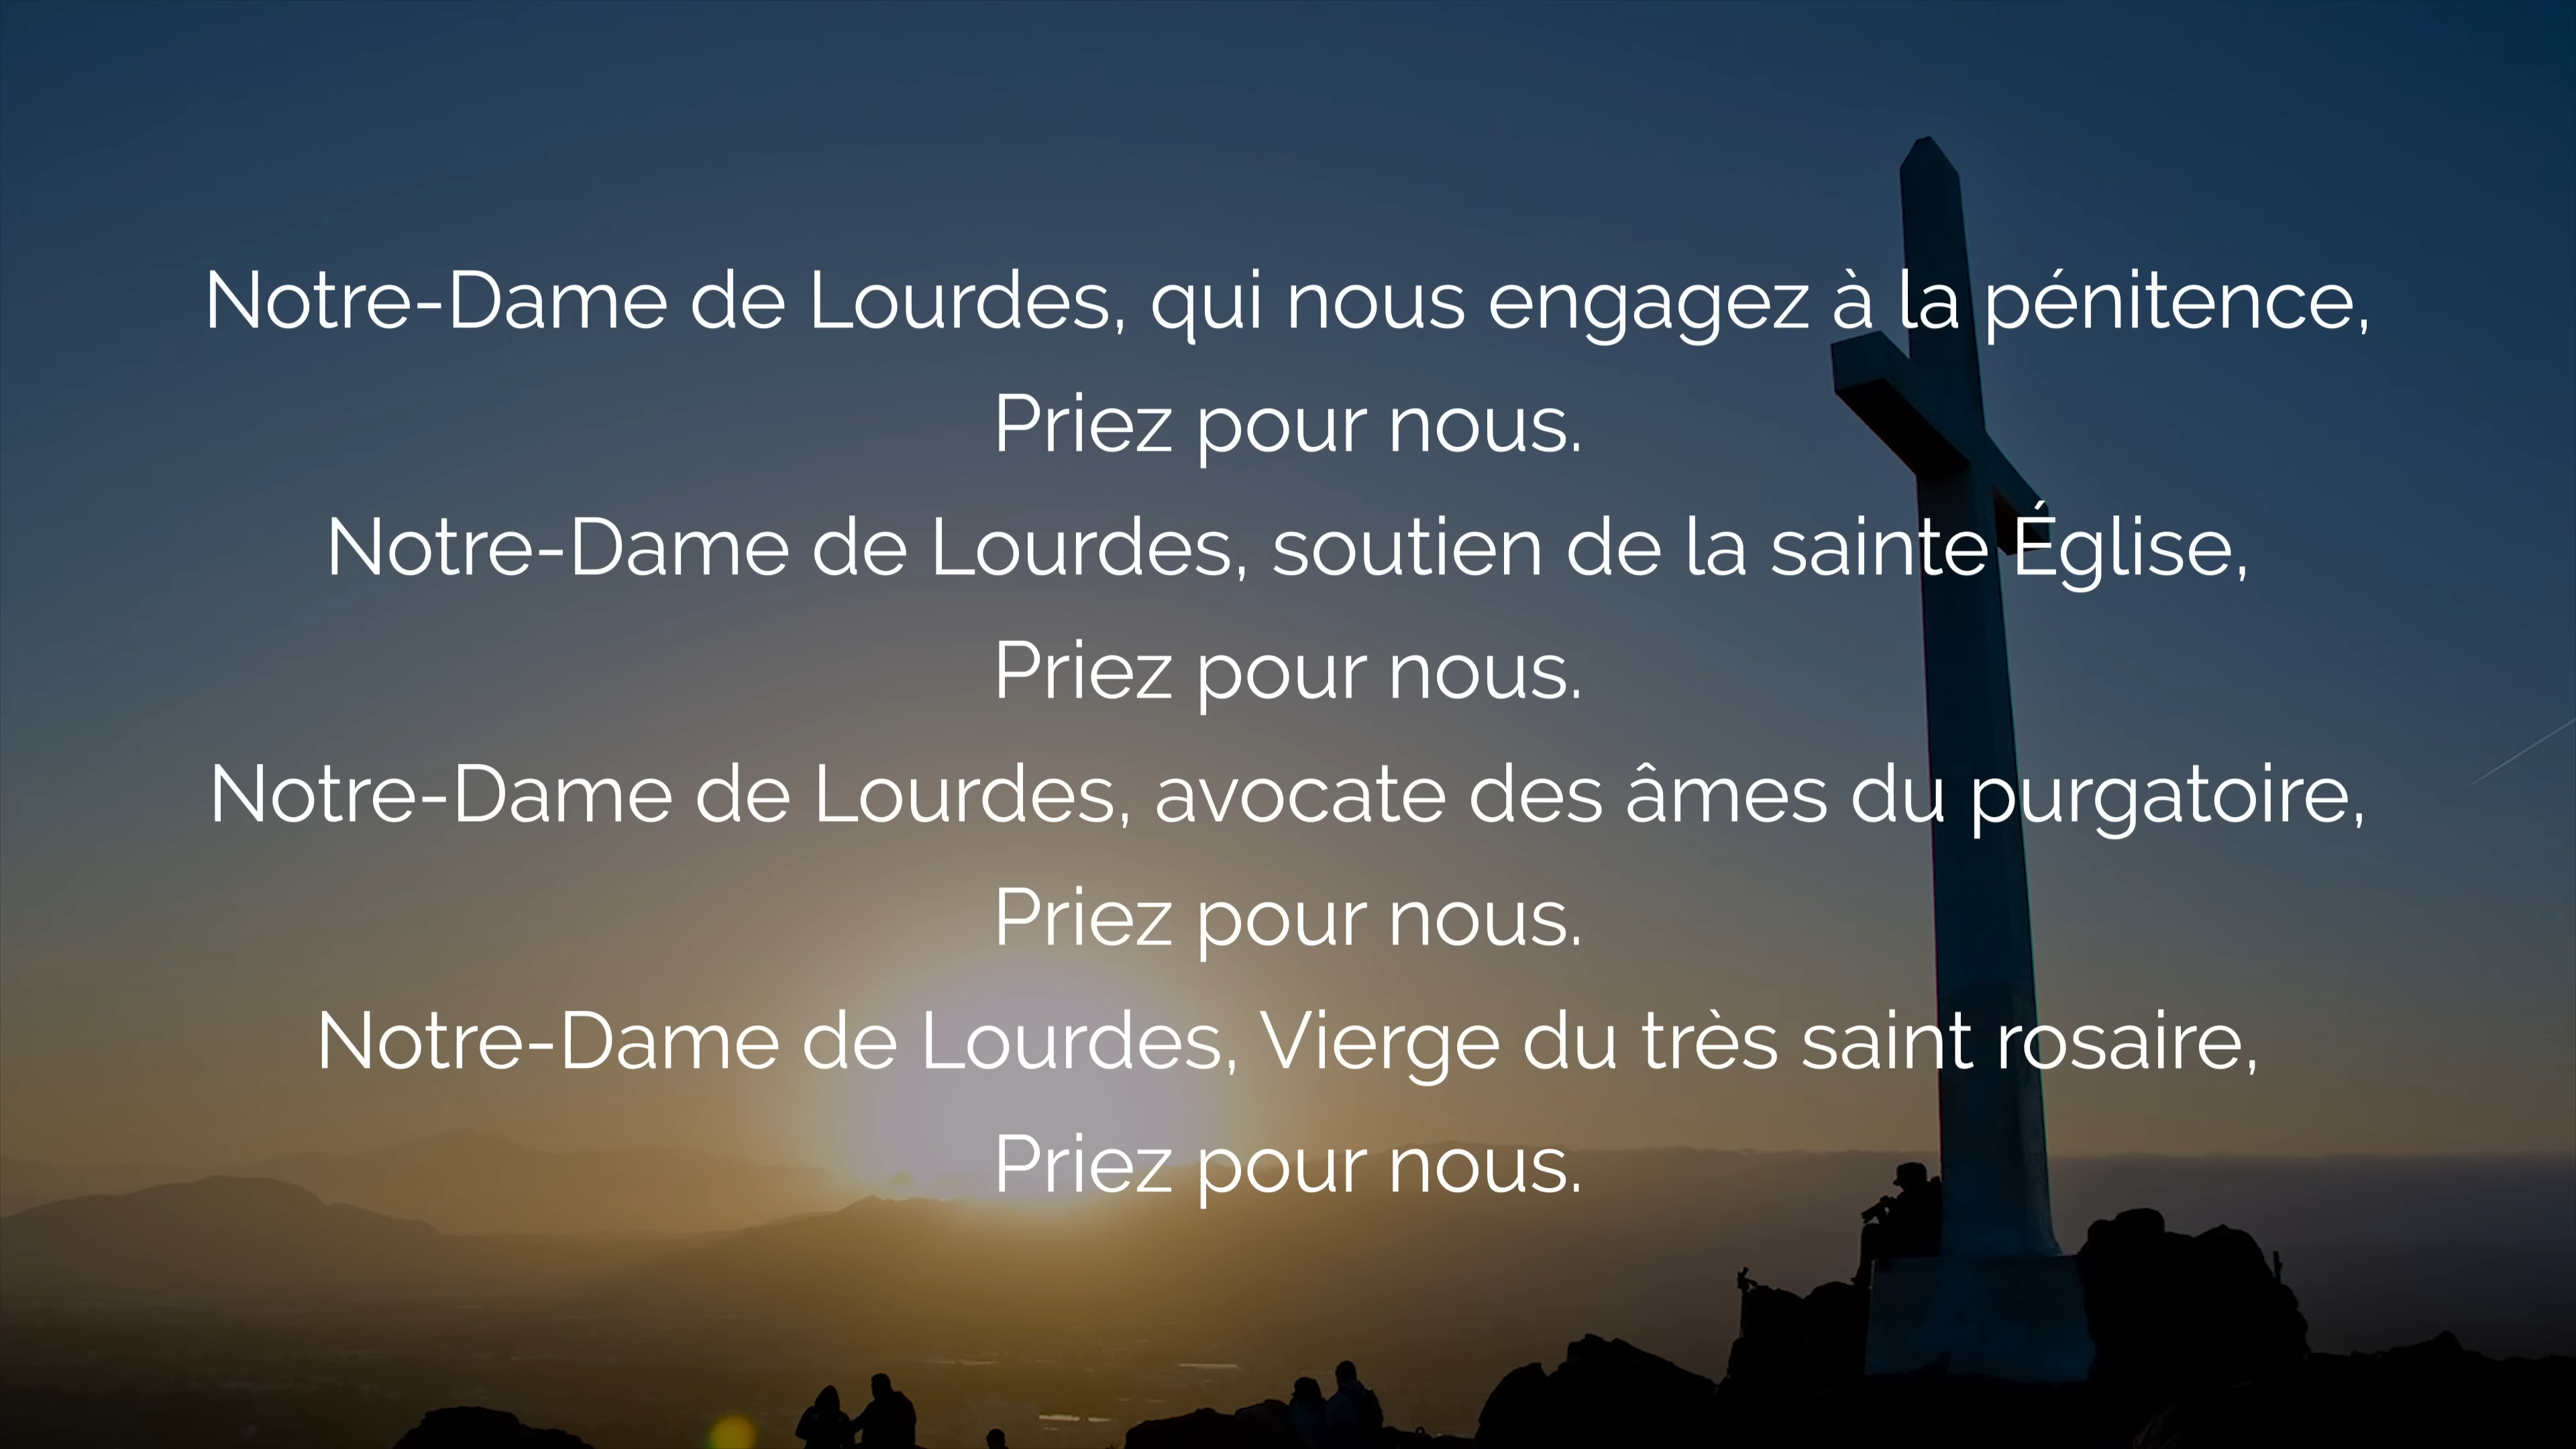 Notre-Dame de Lourdes, qui nous engagez à la pénitence,
Priez pour nous.
Notre-Dame de Lourdes, soutien de la sainte Église,
Priez pour nous.
Notre-Dame de Lourdes, avocate des âmes du purgatoire,
Priez pour nous.
Notre-Dame de Lourdes, Vierge du très saint rosaire,
Priez pour nous.